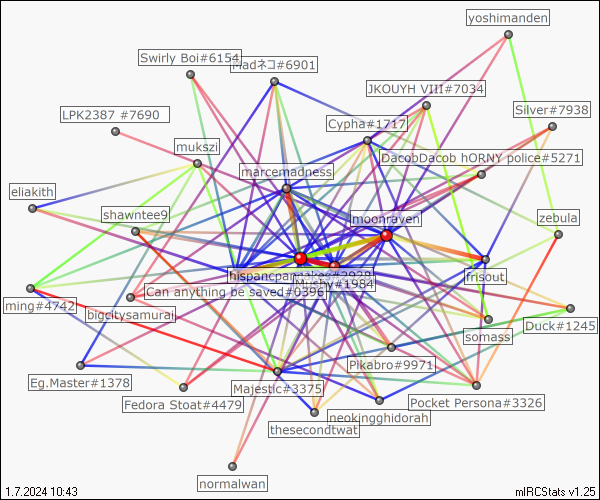 yoshimanden
Swirly Boi#6154
Madネコ#6901
JKOUYH VIII#7034
Silver#7938
LPK2387 #7690
Cypha#1717
mukszi
DacobDacob hORNY police#5271
marcemadness
eliakith
shawntee9
moonraven
zebula
hispancpancakes#3938
frisout
Mushy#1984
Can anything be saved#0396
ming#4742
bigcitysamurai
Duck#1245
somass
Pikabro#9971
Eg.Master#1378
Majestic#3375
Fedora Stoat#4479
Pocket Persona#3326
neokingghidorah
thesecondtwat
normalwan
1.7.2024 10:43
mIRCStats v1.25